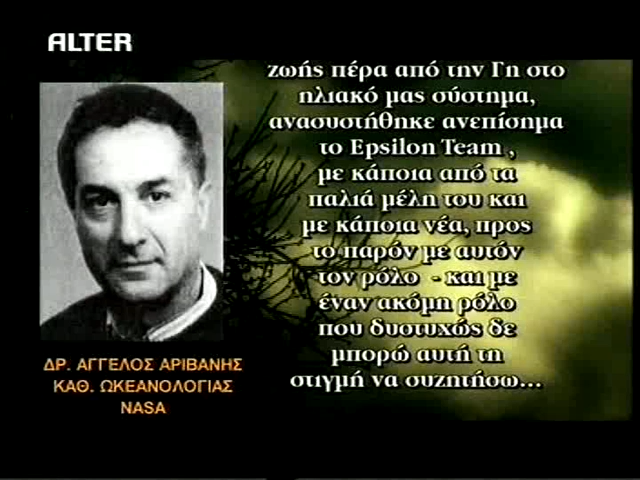 ALTER
ζωής πέρα από την Γη στο
ηλιακό μας σύστημα,
ανασυστήθηκε ανεπίσημα
το Epsilon Team ,
με κάποια από τα
παλιά μέλη του και
με κάποια νέα, προς
το παρόν με αυτόν
τον ρόλο - και με
έναν ακόμη ρόλο
που δυστυχώς δε
μπορώ αυτή τη
στιγμή να συζητήσω...
ΔΡ. ΑΓΓΕΛΟΣ ΑΡΙΒΑΝΗΣ
ΚΑΘ. ΩΚΕΑΝΟΛΟΓΙΑΣ
NASA